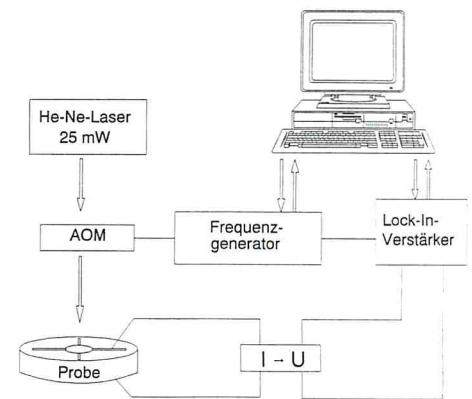 He-Ne-Laser
25 mW
AOM
Frequenz-
generator
Lock-In-
Verstärker
Probe
I → U